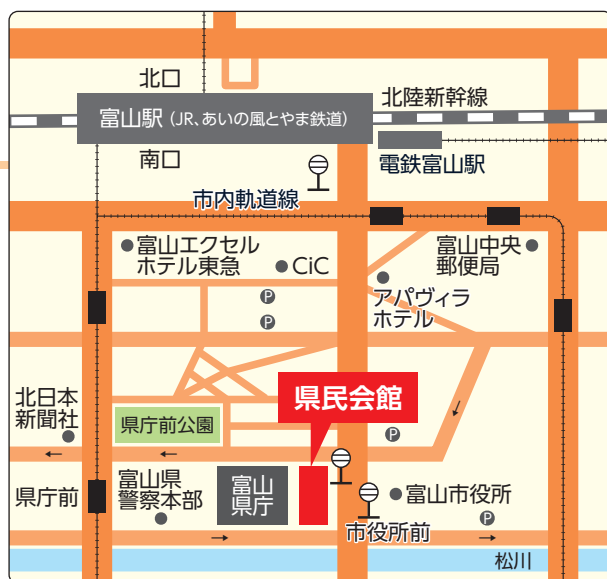 北口
北陸新幹線
富山駅（JR、あいの風とやま鉄道）
南口
電鉄富山駅
市内軌道線
富山エクセル
ホテル東急
CiC
富山中央
郵便局
アパヴィラ
ホテル
P
P
県民会館
北日本
新聞社
県庁前公園
P
県庁前
富山県
警察本部
富山
県庁
富山市役所
P
市役所前
松川